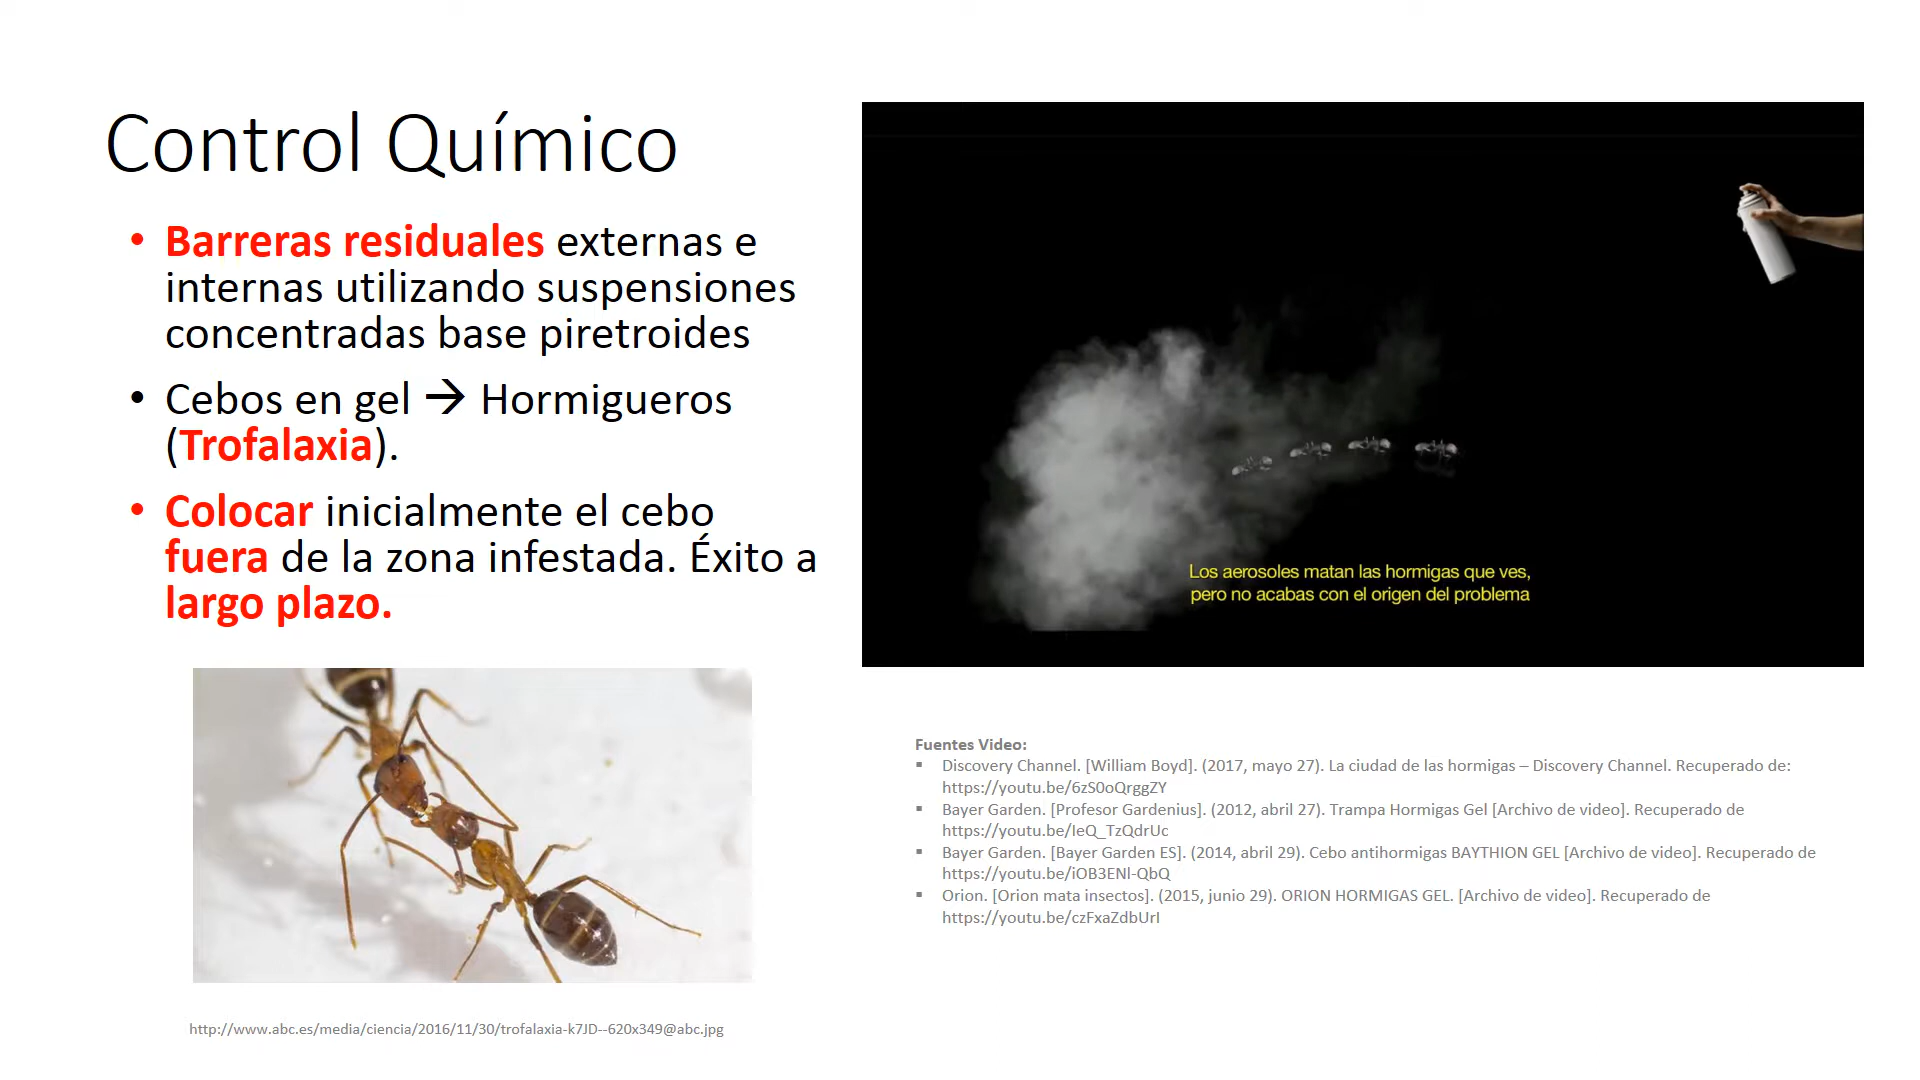 Control Químico
• Barreras residuales externas e
internas utilizando suspensiones
concentradas base piretroides
• Cebos en gel → Hormigueros
(Trofalaxia).
• Colocar inicialmente el cebo
fuera de la zona infestada. Éxito a
largo plazo.
http://www.abc.es/media/ciencia/2016/11/30/trofalaxia-k7JD--620x349@abc.jpg
Los aerosoles matan las hormigas que ves,
pero no acabas con el origen del problema
Fuentes Video:
▪ Discovery Channel. [William Boyd]. (2017, mayo 27). La ciudad de las hormigas – Discovery Channel. Recuperado de:
https://youtu.be/6zS0oQrggZY
▪ Bayer Garden. [Profesor Gardenius]. (2012, abril 27). Trampa Hormigas Gel [Archivo de video]. Recuperado de
https://youtu.be/IeQ_TzQdrUc
▪ Bayer Garden. [Bayer Garden ES]. (2014, abril 29). Cebo antihormigas BAYTHION GEL [Archivo de video]. Recuperado de
https://youtu.be/iOB3ENl-QbQ
▪ Orion. [Orion mata insectos]. (2015, junio 29). ORION HORMIGAS GEL. [Archivo de video]. Recuperado de
https://youtu.be/czFxaZdbUrI